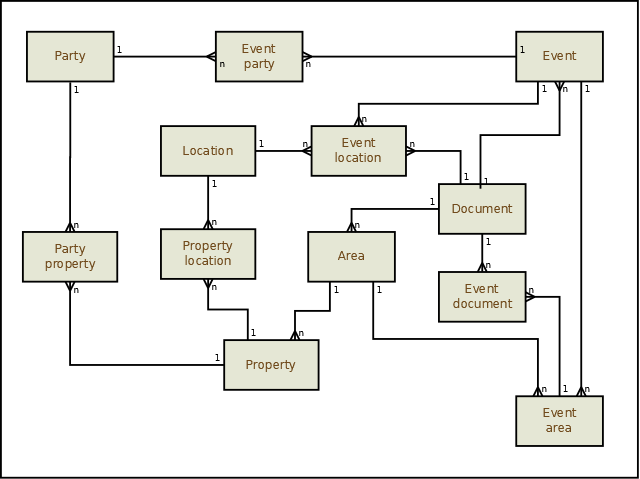 Party
1
n
Event
party
n
1
Event
1
1
n
1
n
Location
1
n
Event
location
n
1
1
1
1
Document
n
n
n
1
Party
property
Property
location
Area
n
n
n
1
1
Event
document
n
1
n
1
Property
n
1
n
Event
area